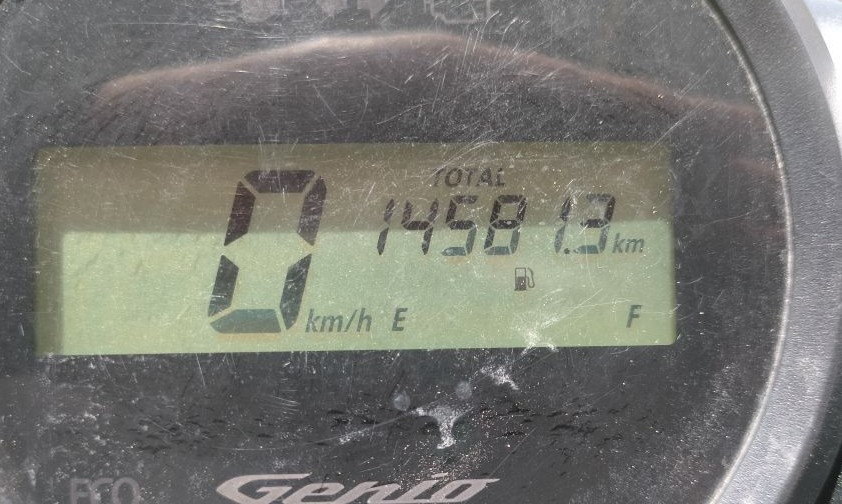 TOTAL
0 km/h 14581.3 km
E F
ECO
Genio